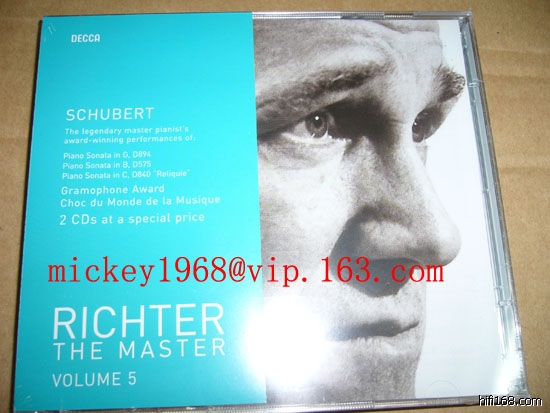 DECCA
SCHUBERT
The legendary master pianist's
award-winning performances of:
Piano Sonata in G, D894
Piano Sonata in B, D575
Piano Sonata in C, D840 "Reliquie"
Gramophone Award
Choc du Monde de la Musique
2 CDs at a special price
mickey1968@vip.163.com
RICHTER
THE MASTER
VOLUME 5
hifi168.com